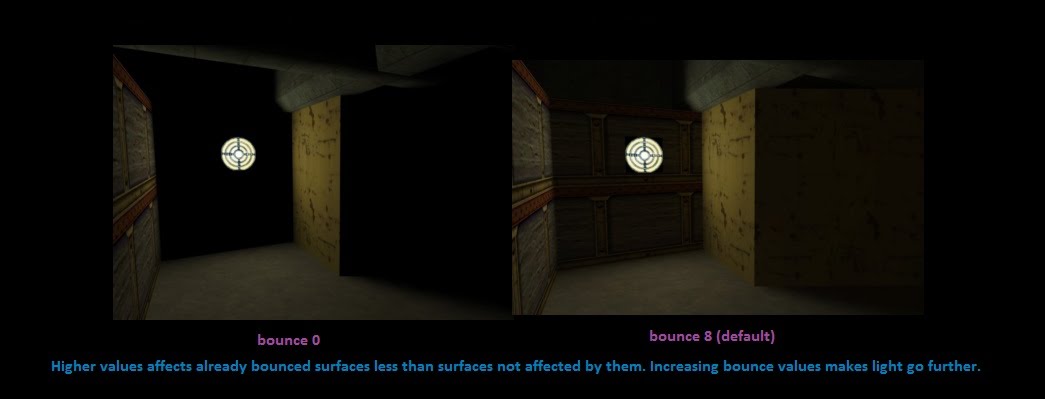 bounce 0
bounce 8 (default)
Higher values affects already bounced surfaces less than surfaces not affected by them. Increasing bounce values makes light go further.